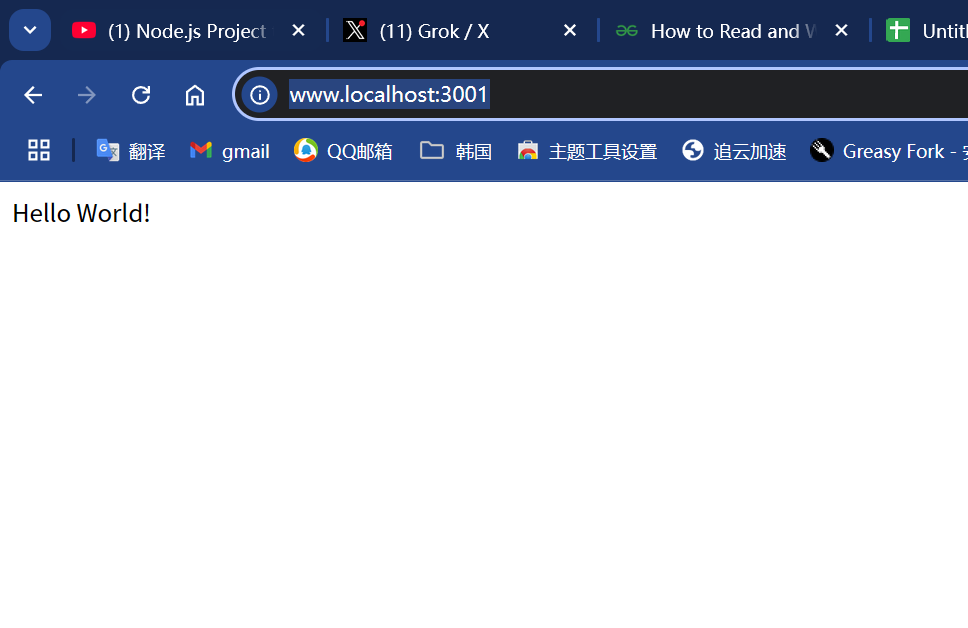 (1) Node.js Project (11) Grok / X How to Read and W Untitl
www.localhost:3001
翻译 gmail QQ邮箱 韩国 主题工具设置 追云加速 Greasy Fork -
Hello World!